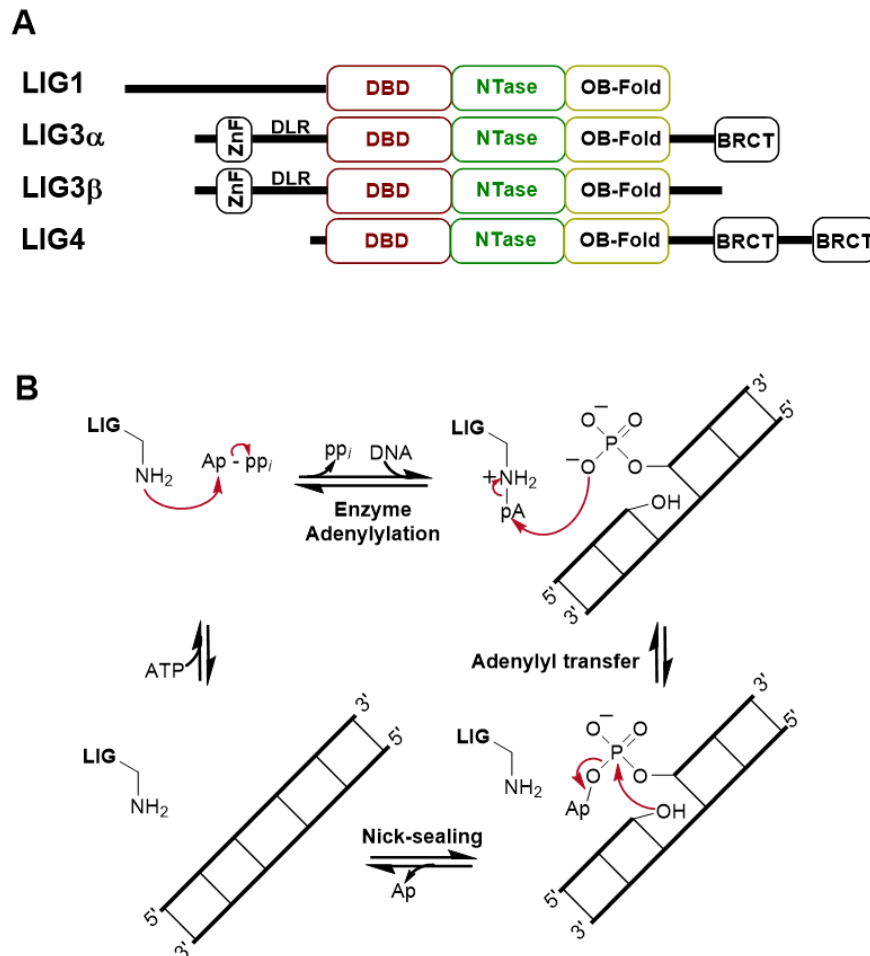 A
LIG1
DBD NTase OB-Fold
LIG3α
ZnF DLR DBD NTase OB-Fold BRCT
LIG3β
ZnF DLR DBD NTase OB-Fold
LIG4
DBD NTase OB-Fold BRCT BRCT
B
LIG
NH2
Ap - ppi
ppi DNA
Enzyme
Adenylylation
LIG
+NH2
pA
O− P O
−O O
OH
3'
5'
5'
3'
ATP
Adenylyl transfer
LIG
NH2
3'
5'
5'
3'
Nick-sealing
Ap
LIG
NH2
O− P O
O O
Ap
OH
3'
5'
5'
3'